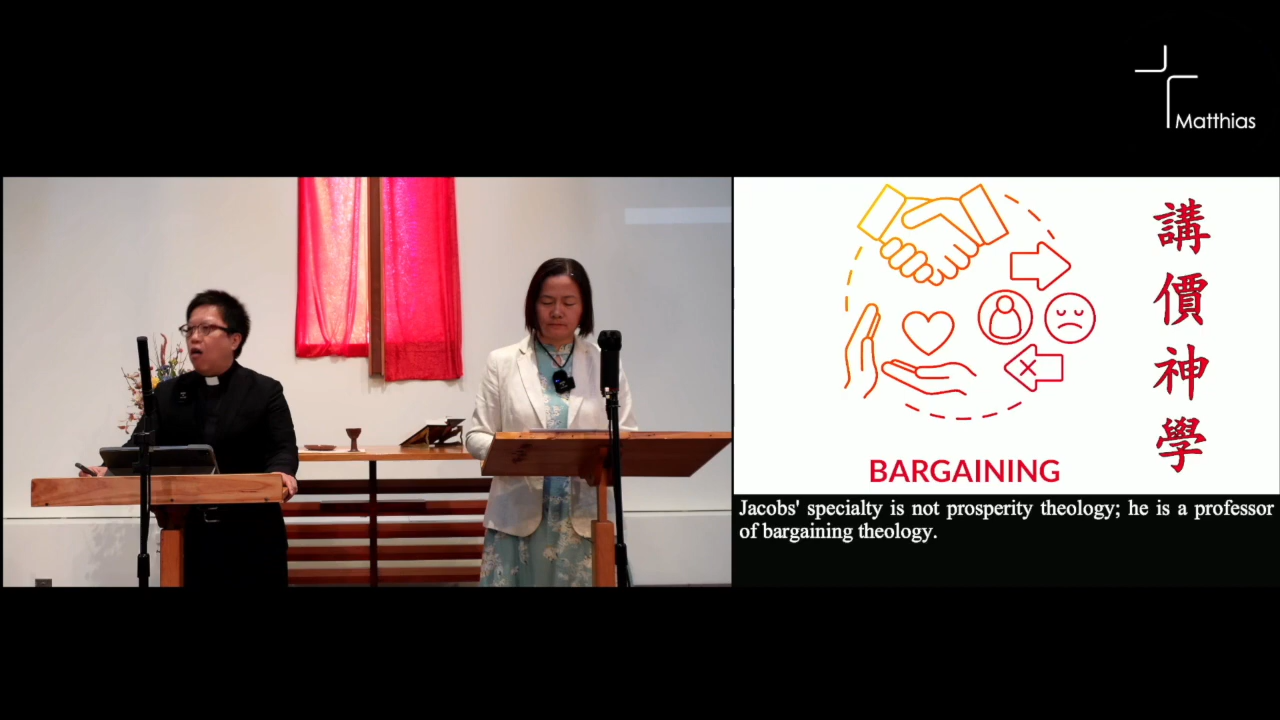 Matthias
講價神學
BARGAINING
Jacobs' specialty is not prosperity theology; he is a professor
of bargaining theology.